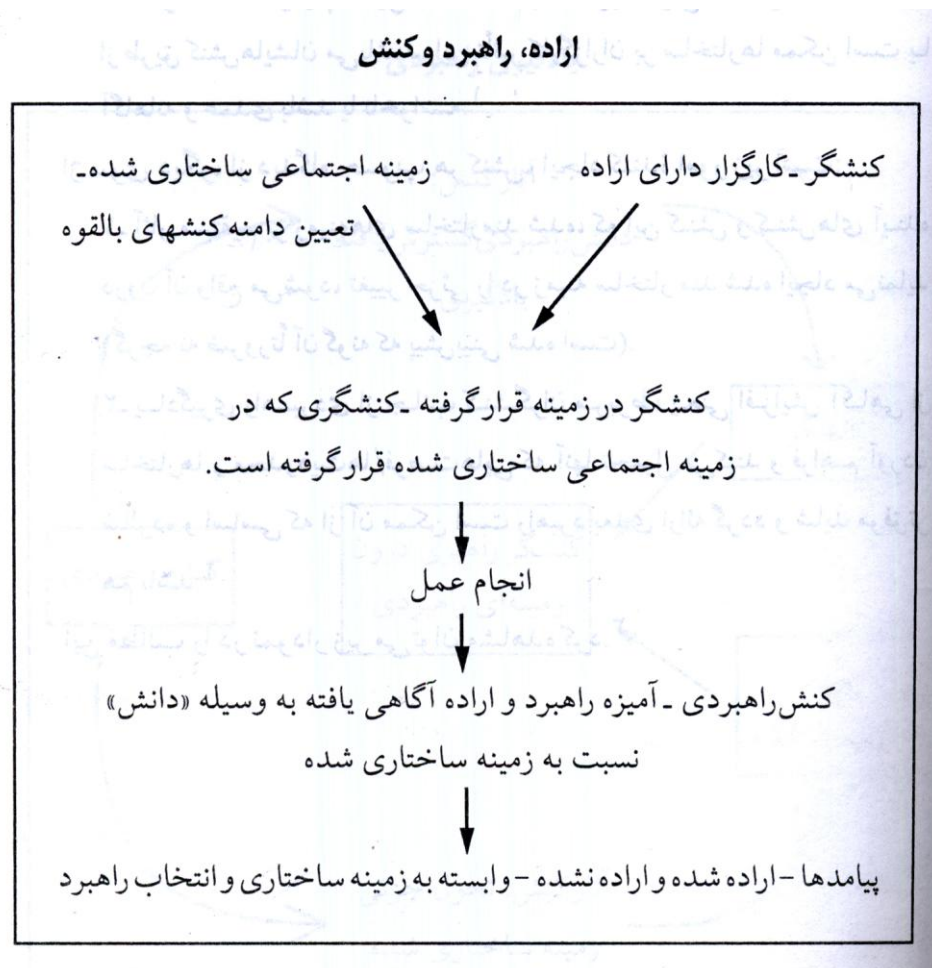 اراده، راهبرد و کنش
کنشگر ـ کارگزار دارای اراده
زمینه اجتماعی ساختاری شده ـ
تعیین دامنه کنشهای بالقوه
کنشگر در زمینه قرار گرفته ـ کنشگری که در
زمینه اجتماعی ساختاری شده قرار گرفته است.
انجام عمل
کنش راهبردی ـ آمیزه راهبرد و اراده آگاهی یافته به وسیله «دانش»
نسبت به زمینه ساختاری شده
پیامدها – اراده شده و اراده نشده – وابسته به زمینه ساختاری و انتخاب راهبرد